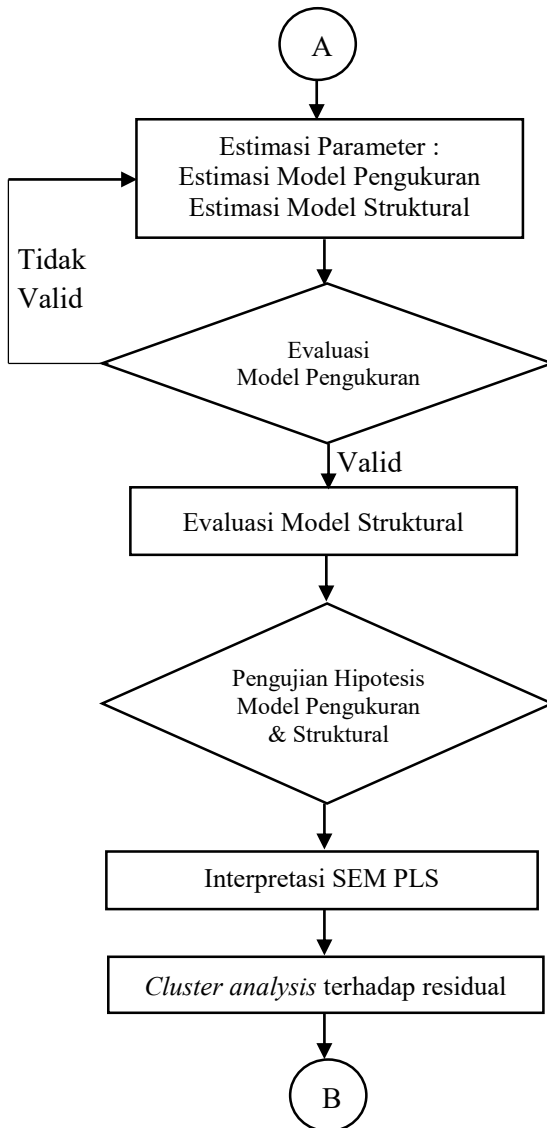 A
Estimasi Parameter :
Estimasi Model Pengukuran
Estimasi Model Struktural
Tidak
Valid
Evaluasi
Model Pengukuran
Valid
Evaluasi Model Struktural
Pengujian Hipotesis
Model Pengukuran
& Struktural
Interpretasi SEM PLS
Cluster analysis terhadap residual
B